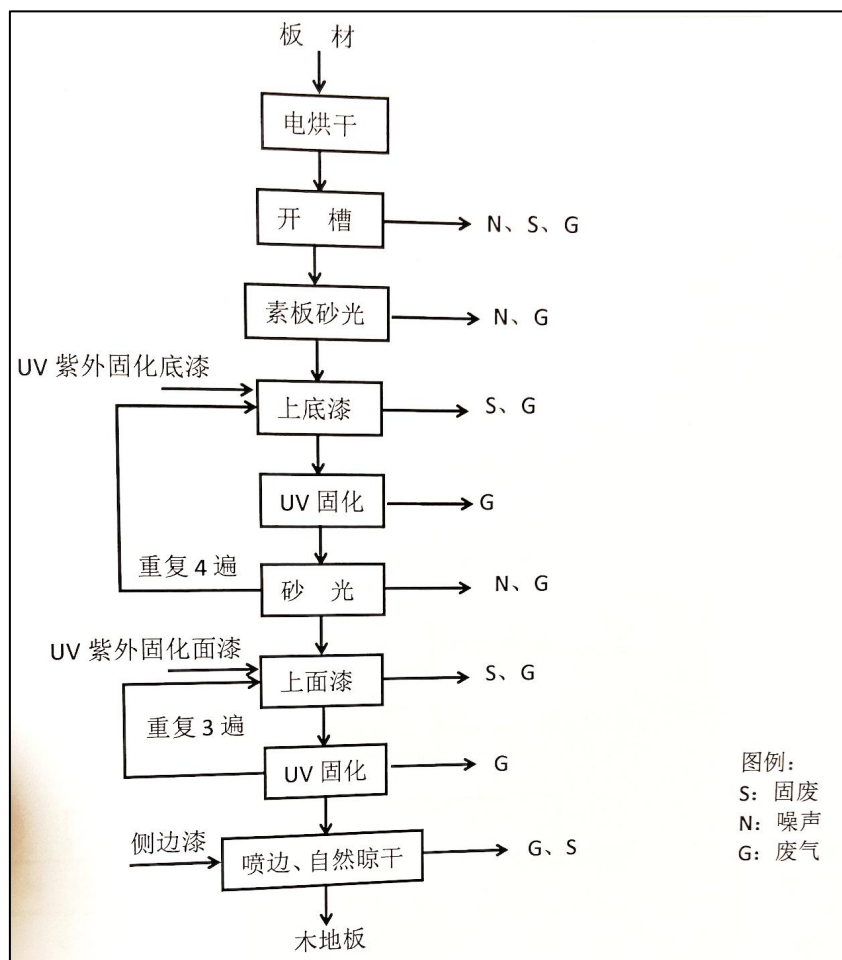 板 材
电烘干
开 槽
N、S、G
素板砂光
N、G
UV 紫外固化底漆
上底漆
S、G
UV 固化
G
重复 4 遍
砂 光
N、G
UV 紫外固化面漆
上面漆
S、G
重复 3 遍
UV 固化
G
图例：
S：固废
N：噪声
G：废气
侧边漆
喷边、自然晾干
G、S
木地板